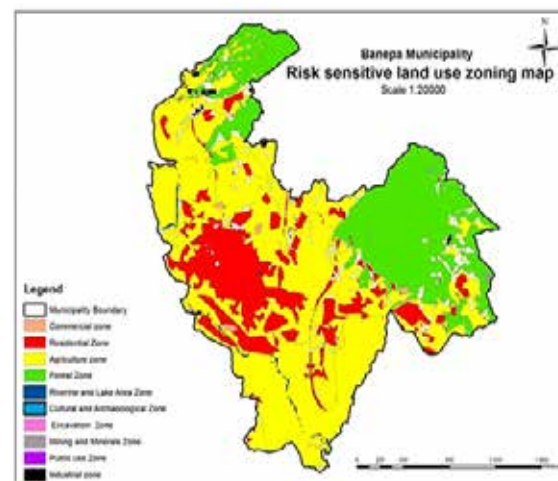 N
Banepa Municipality
Risk sensitive land use zoning map
Scale 1:20000
Legend
Municipality Boundary
Commercial zone
Residential Zone
Agriculture zone
Forest Zone
Riverine and Lake Area Zone
Cultural and Archaeological Zone
Excavation Zone
Mining and Minerals Zone
Public use Zone
Industrial zone